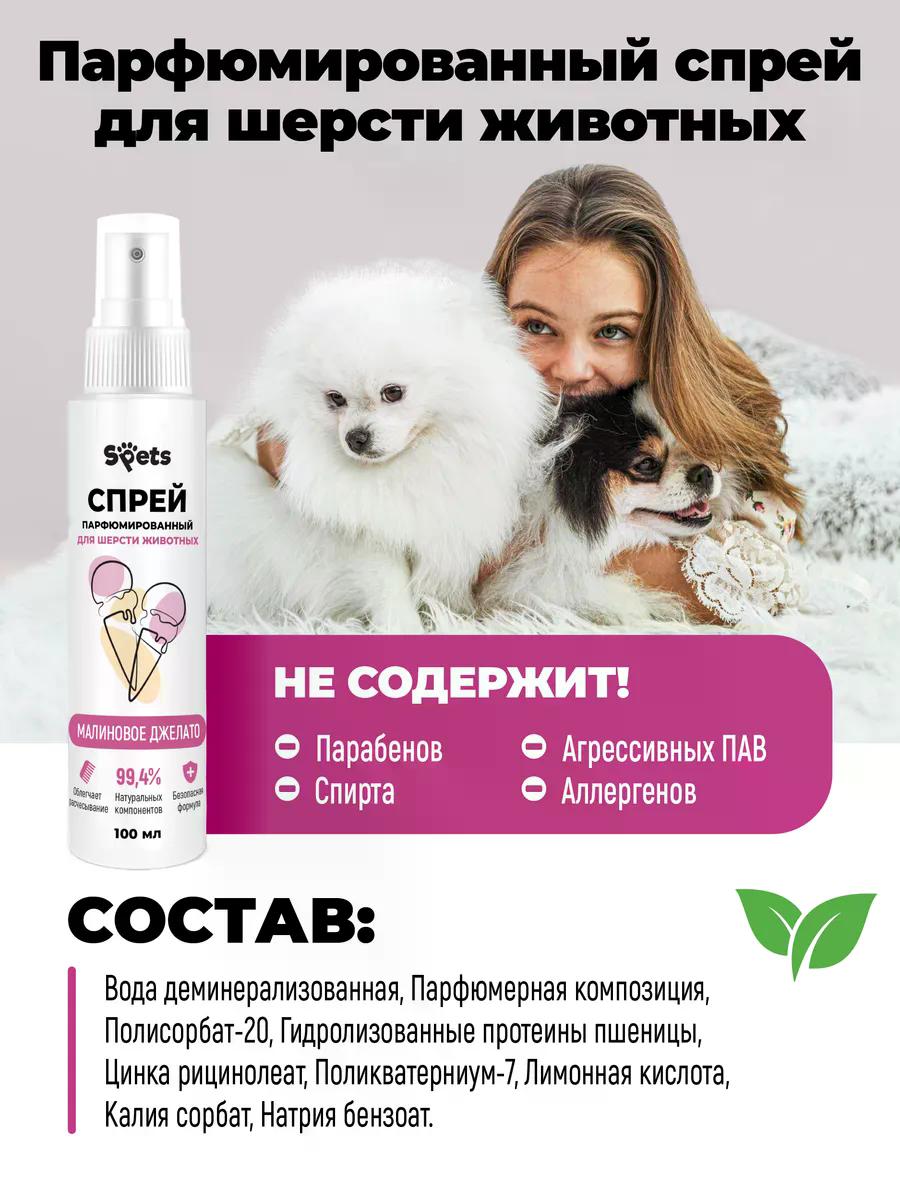 Парфюмированный спрей
для шерсти животных
Spets
СПРЕЙ
ПАРФЮМИРОВАННЫЙ
ДЛЯ ШЕРСТИ ЖИВОТНЫХ
МАЛИНОВОЕ ДЖЕЛАТО
Облегчает
расчесывание
99,4%
Натуральных
компонентов
Безопасная
формула
100 мл
НЕ СОДЕРЖИТ!
Парабенов
Агрессивных ПАВ
Спирта
Аллергенов
СОСТАВ:
Вода деминерализованная, Парфюмерная композиция,
Полисорбат-20, Гидролизованные протеины пшеницы,
Цинка рицинолеат, Поликватерниум-7, Лимонная кислота,
Калия сорбат, Натрия бензоат.